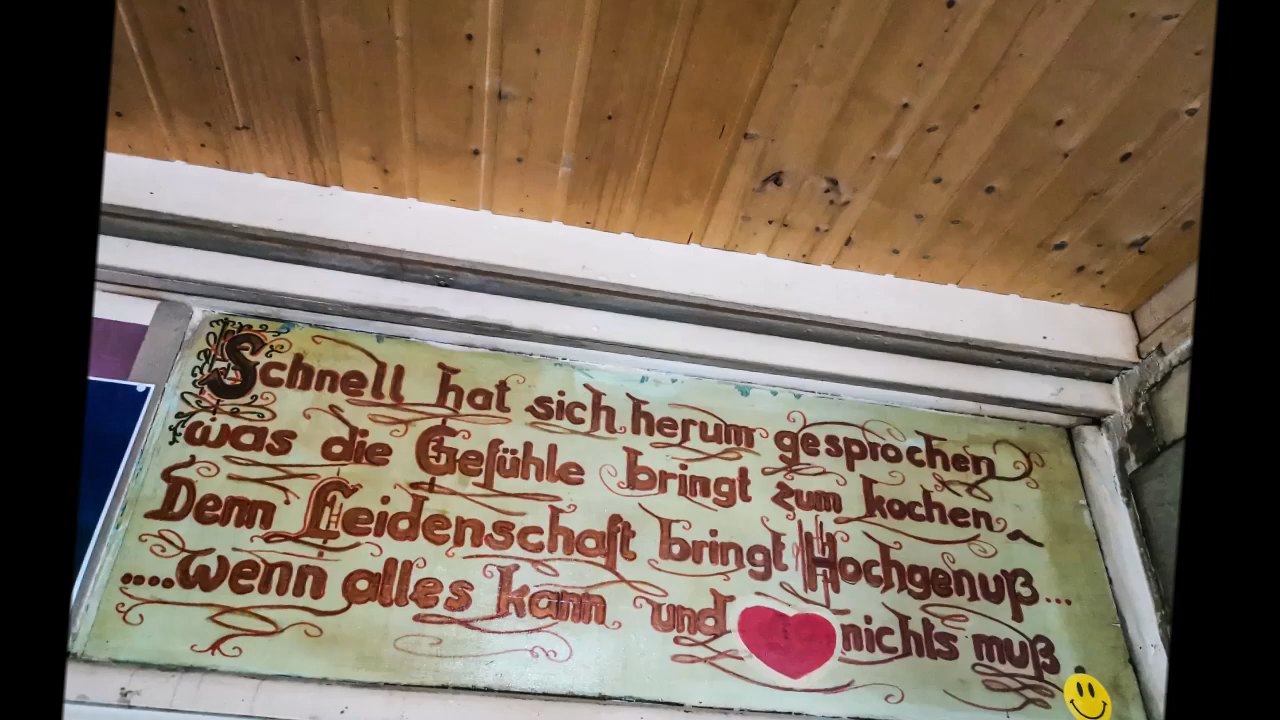 Schnell hat sich herum gesprochen
was die Gefühle bringt zum kochen
Denn Leidenschaft bringt Hochgenuß...
....wenn alles kann und nichts muß